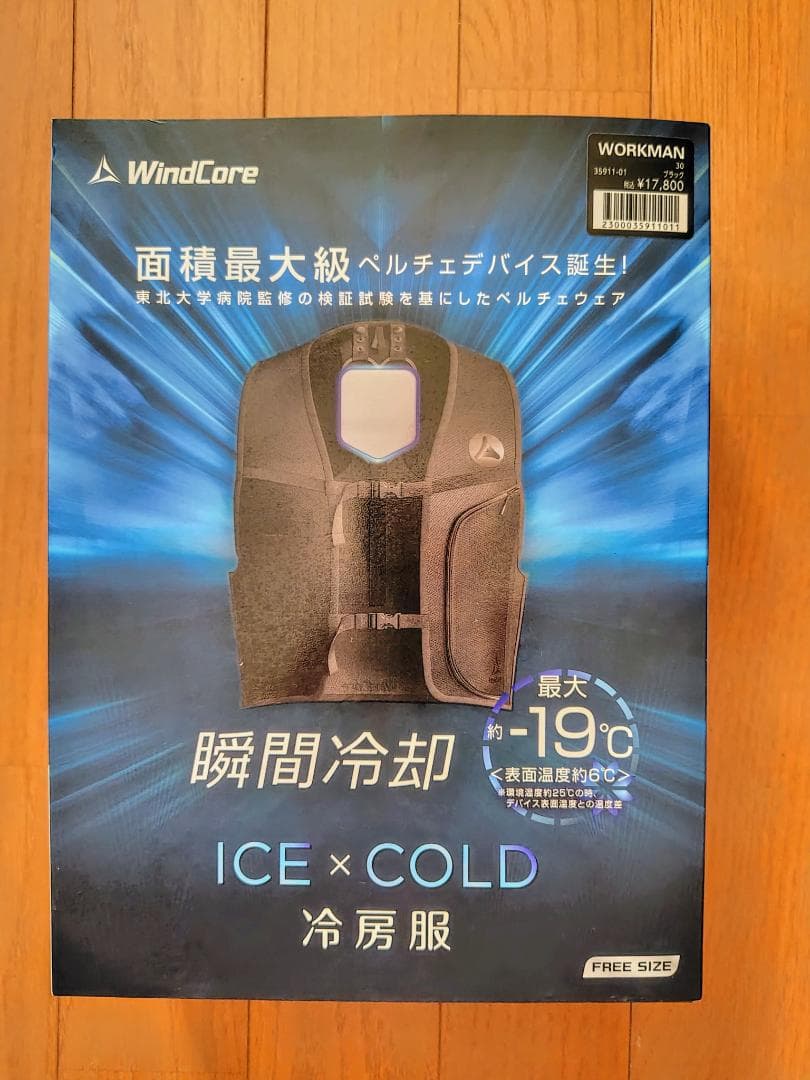 WindCore
WORKMAN
30
35911-01 ブラック
税込 ¥17,800
2300035911011
面積最大級ペルチェデバイス誕生!
東北大学病院監修の検証試験を基にしたペルチェウェア
最大
約-19℃
<表面温度約6℃>
※環境温度約25℃の時、
デバイス表面温度との温度差
瞬間冷却
ICE×COLD
冷房服
FREE SIZE